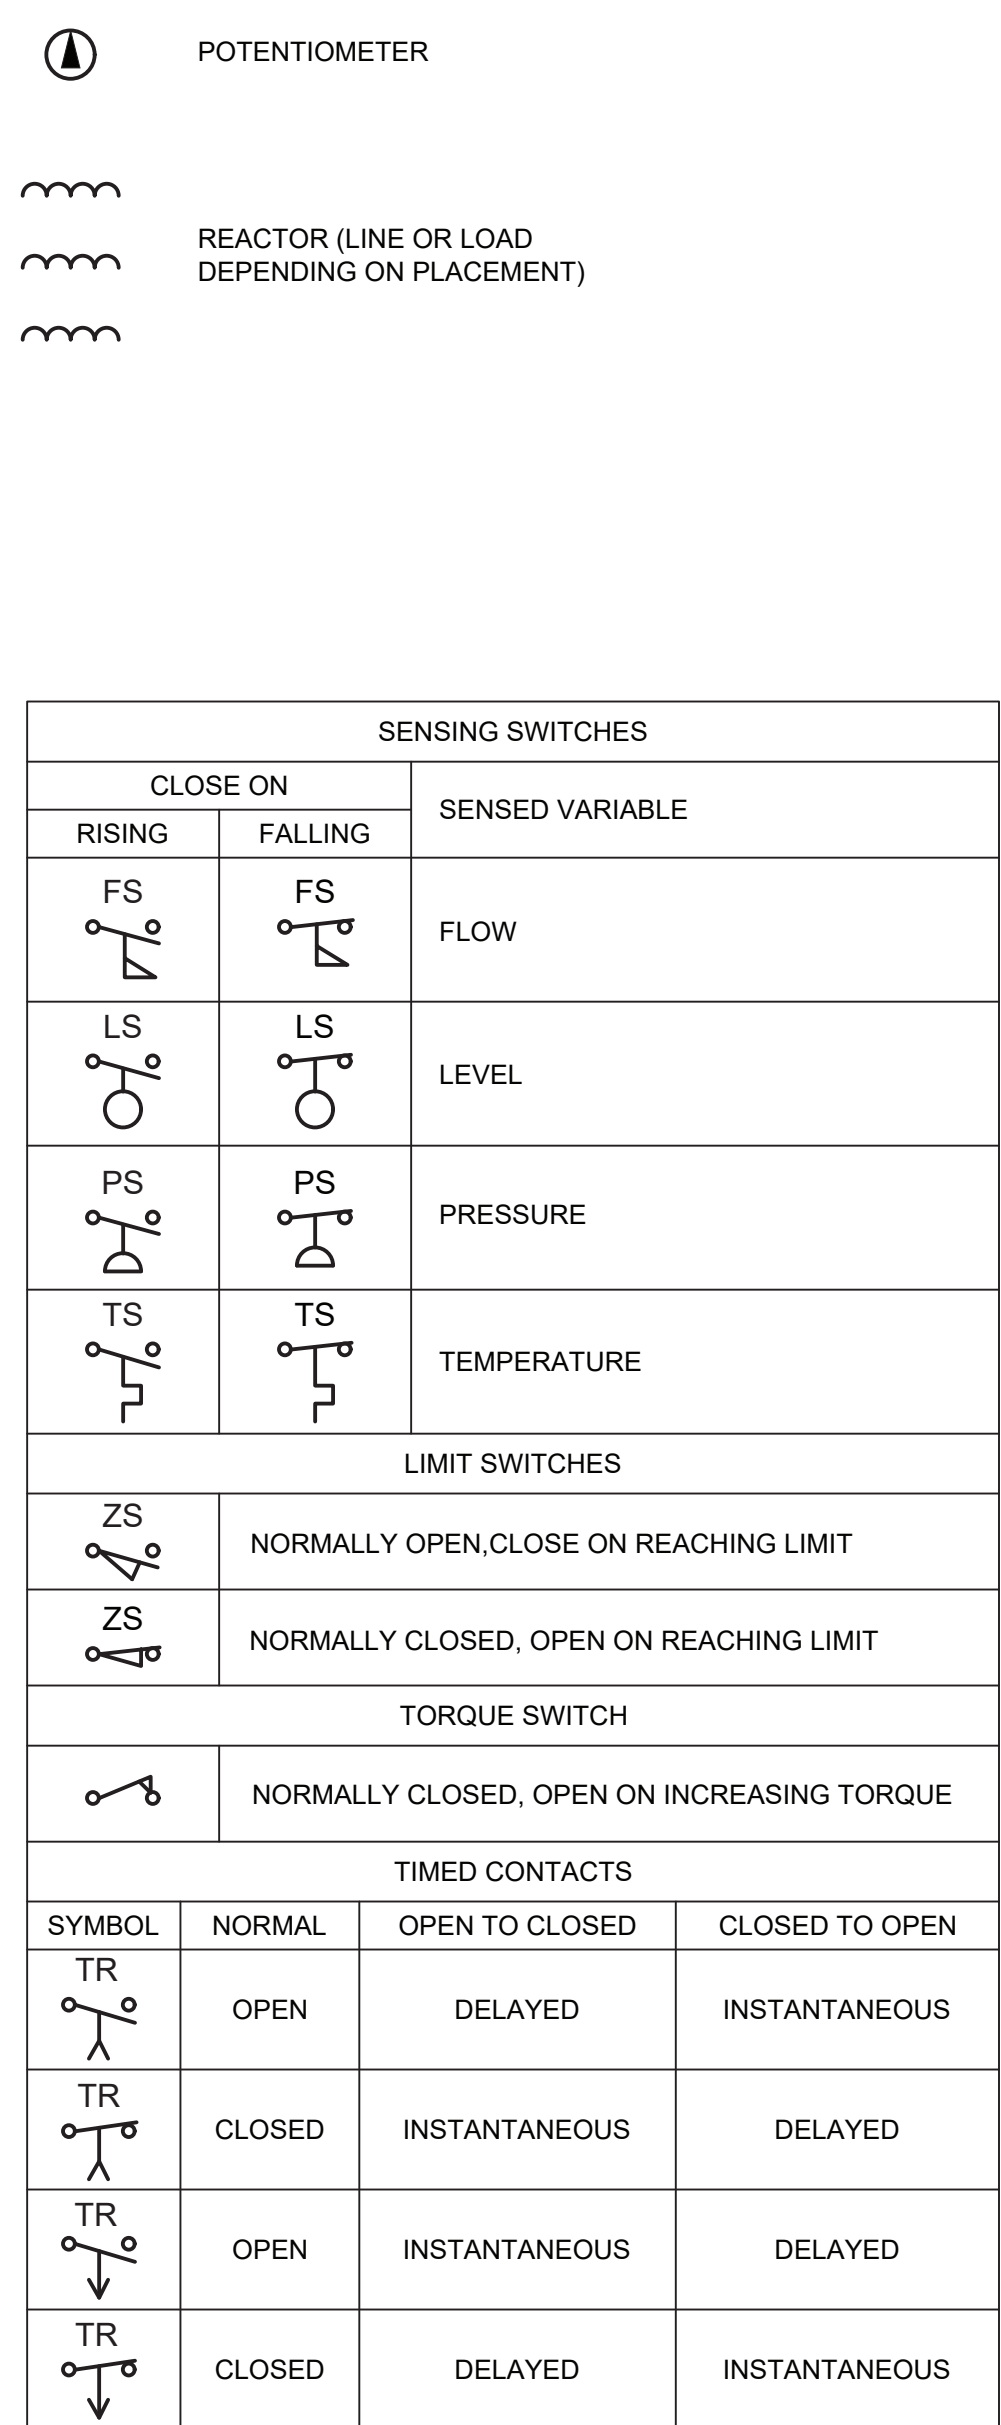 POTENTIOMETER
REACTOR (LINE OR LOAD
DEPENDING ON PLACEMENT)
SENSING SWITCHES
CLOSE ON
SENSED VARIABLE
RISING FALLING
FS FS
FLOW
LS LS
LEVEL
PS PS
PRESSURE
TS TS
TEMPERATURE
LIMIT SWITCHES
ZS
NORMALLY OPEN,CLOSE ON REACHING LIMIT
ZS
NORMALLY CLOSED, OPEN ON REACHING LIMIT
TORQUE SWITCH
NORMALLY CLOSED, OPEN ON INCREASING TORQUE
TIMED CONTACTS
SYMBOL NORMAL OPEN TO CLOSED CLOSED TO OPEN
TR
OPEN DELAYED INSTANTANEOUS
TR
CLOSED INSTANTANEOUS DELAYED
TR
OPEN INSTANTANEOUS DELAYED
TR
CLOSED DELAYED INSTANTANEOUS